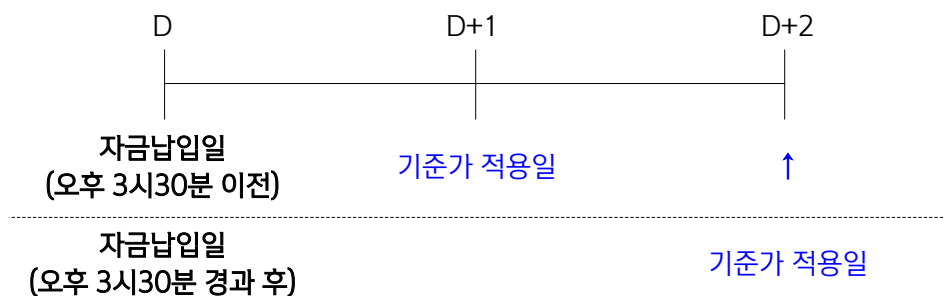 D D+1 D+2
자금납입일
(오후 3시30분 이전)
기준가 적용일
↑
자금납입일
(오후 3시30분 경과 후)
기준가 적용일